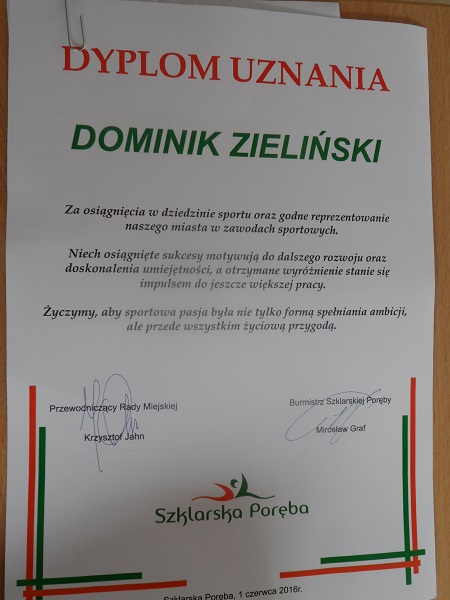 DYPLOM UZNANIA
DOMINIK ZIELIŃSKI
Za osiągnięcia w dziedzinie sportu oraz godne reprezentowanie
naszego miasta w zawodach sportowych.
Niech osiągnięte sukcesy motywują do dalszego rozwoju oraz
doskonalenia umiejętności, a otrzymane wyróżnienie stanie się
impulsem do jeszcze większej pracy.
Życzymy, aby sportowa pasja była nie tylko formą spełniania ambicji,
ale przede wszystkim życiową przygodą.
Przewodniczący Rady Miejskiej
Krzysztof Jahn
Burmistrz Szklarskiej Poręby
Mirosław Graf
Szklarska Poręba
Szklarska Poręba, 1 czerwca 2016r.